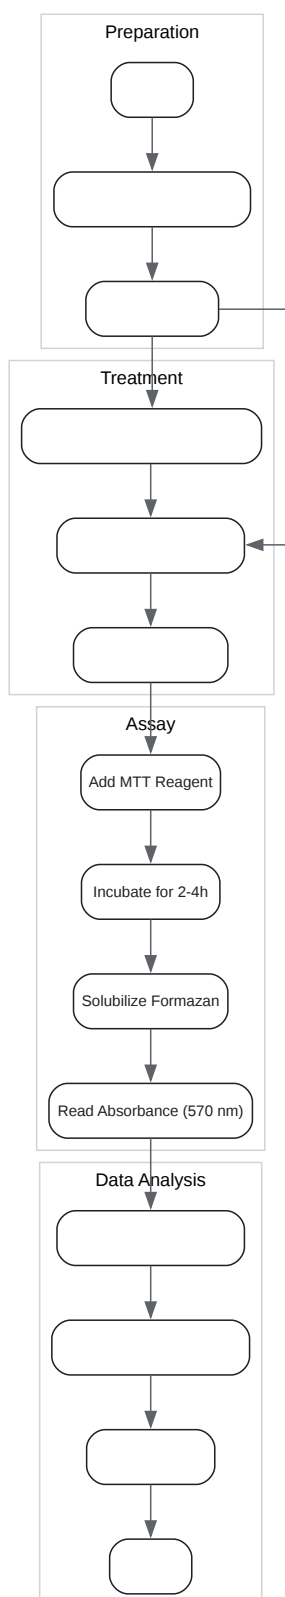 Preparation
Treatment
Assay
Add MTT Reagent
Incubate for 2-4h
Solubilize Formazan
Read Absorbance (570 nm)
Data Analysis